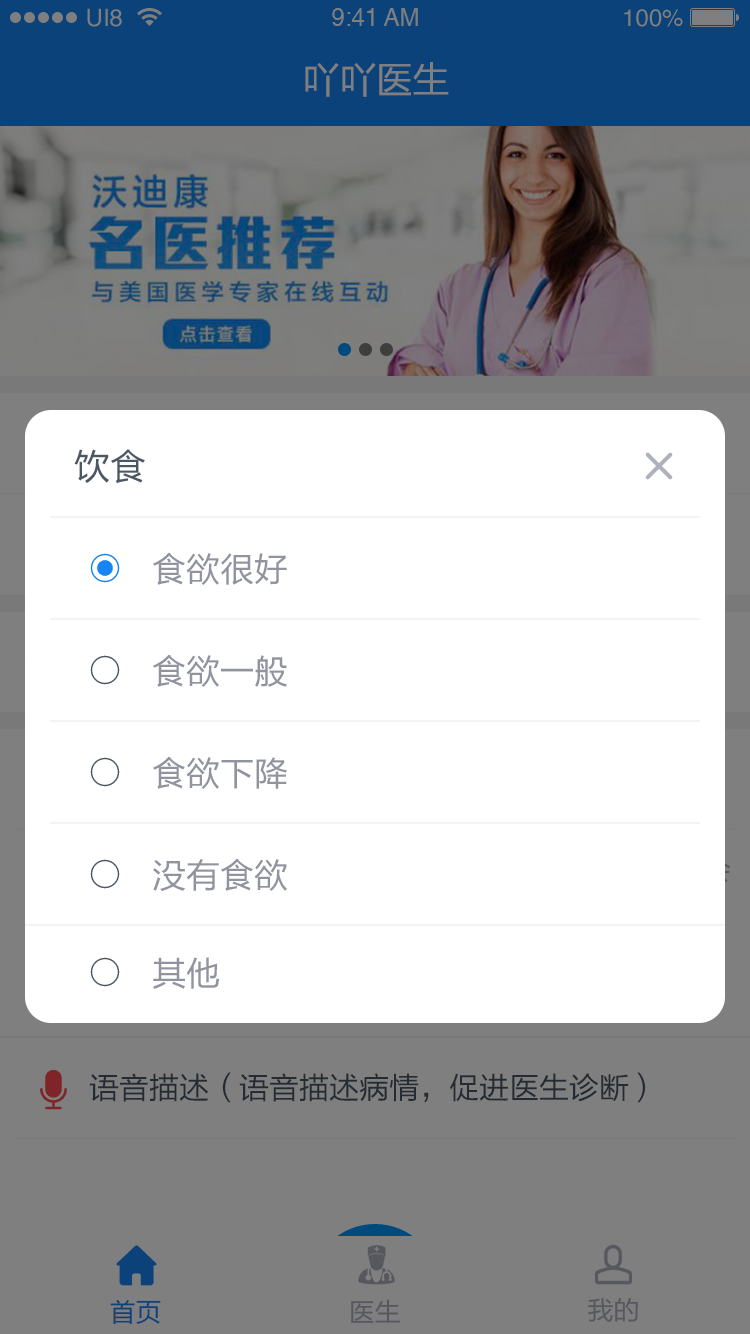 UI8 9:41 AM 100%
吖吖医生
沃迪康
名医推荐
与美国医学专家在线互动
点击查看
饮食
食欲很好
食欲一般
食欲下降
没有食欲
其他
语音描述（语音描述病情，促进医生诊断）
首页 医生 我的